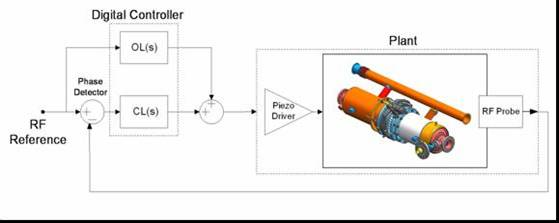 Digital Controller
OL(s)
Plant
Phase
Detector
CL(s)
RF
Reference
Piezo
Driver
RF Probe
+
−
+
+